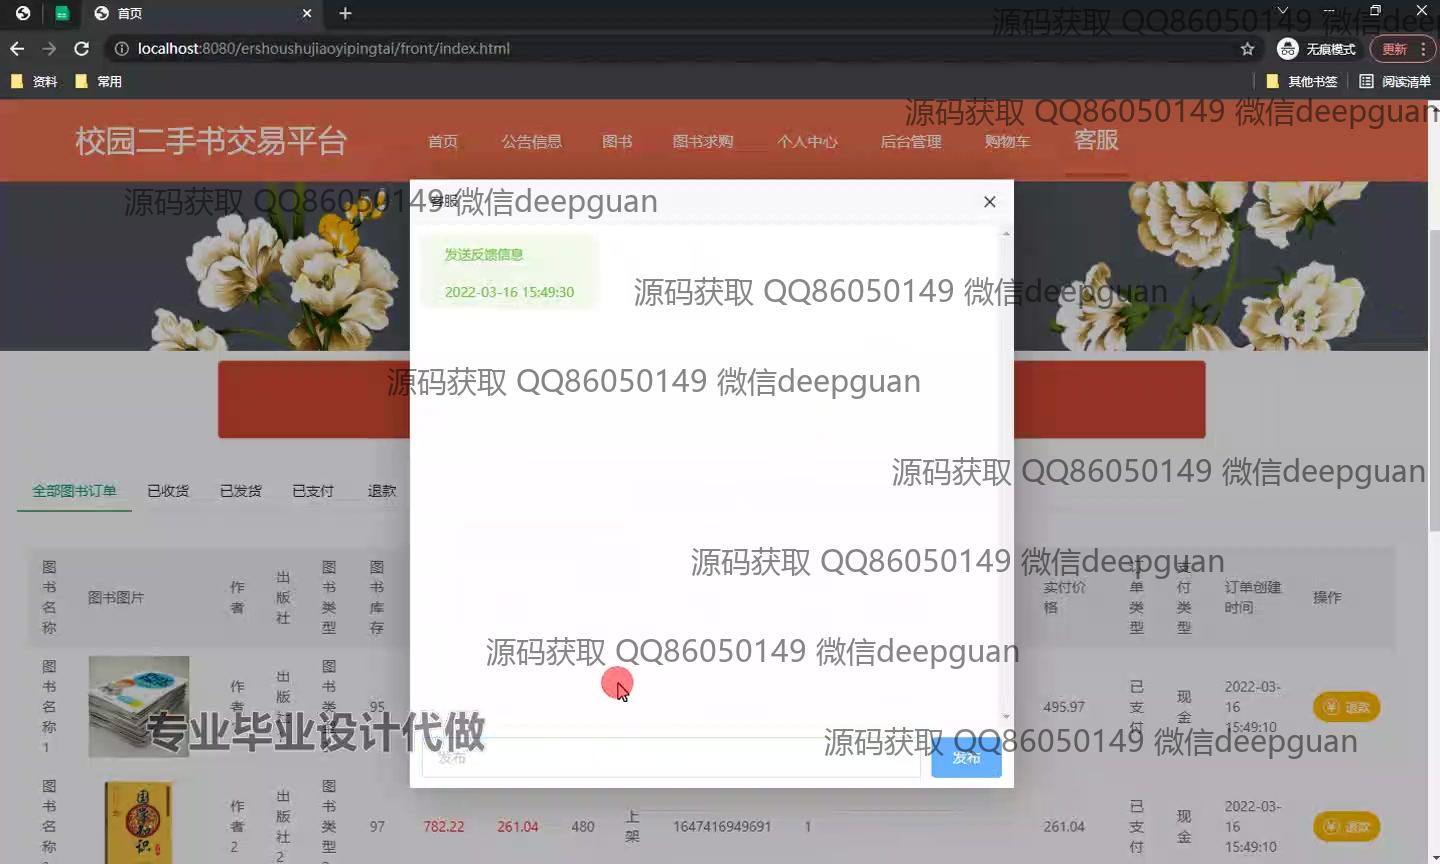 首页
localhost:8080/ershoushujiaoyipingtai/front/index.html
无痕模式
更新
资料
常用
其他书签
阅读清单
源码获取 QQ86050149 微信deep
源码获取 QQ86050149 微信deepguan
校园二手书交易平台
首页
公告信息
图书
图书求购
个人中心
后台管理
购物车
客服
源码获取 QQ86050149 微信deepguan
客服
发送反馈信息
2022-03-16 15:49:30
源码获取 QQ86050149 微信deepguan
源码获取 QQ86050149 微信deepguan
源码获取 QQ86050149 微信deepguan
全部图书订单
已收货
已发货
已支付
退款
源码获取 QQ86050149 微信deepguan
图书名称
图书图片
作者
出版社
图书类型
图书库存
实付价格
订单类型
支付类型
订单创建时间
操作
源码获取 QQ86050149 微信deepguan
图书名称1
作
出版社
图书类
95
495.97
已支付
现金
2022-03-16 15:49:10
退款
专业毕业设计代做
源码获取 QQ86050149 微信deepguan
发布
发布
图书名称
国学知识
作者2
出版社2
图书类型2
97
782.22
261.04
480
上架
1647416949691
1
261.04
已支付
现金
2022-03-16 15:49:10
退款